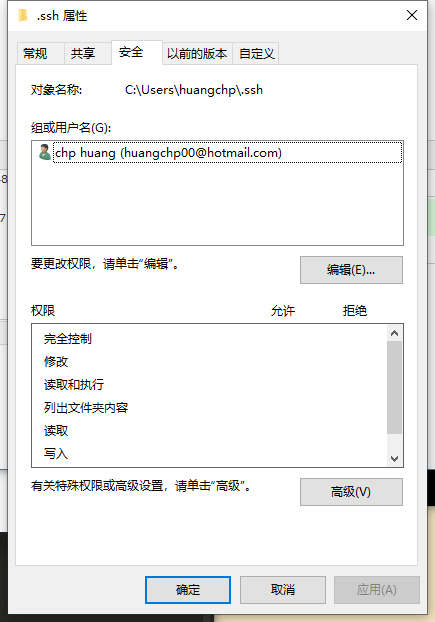 .ssh 属性
常规 共享 安全 以前的版本 自定义
对象名称: C:\Users\huangchp\.ssh
组或用户名(G):
chp huang (huangchp00@hotmail.com)
要更改权限，请单击“编辑”。 编辑(E)...
权限 允许 拒绝
完全控制
修改
读取和执行
列出文件夹内容
读取
写入
有关特殊权限或高级设置，请单击“高级”。 高级(V)
确定 取消 应用(A)